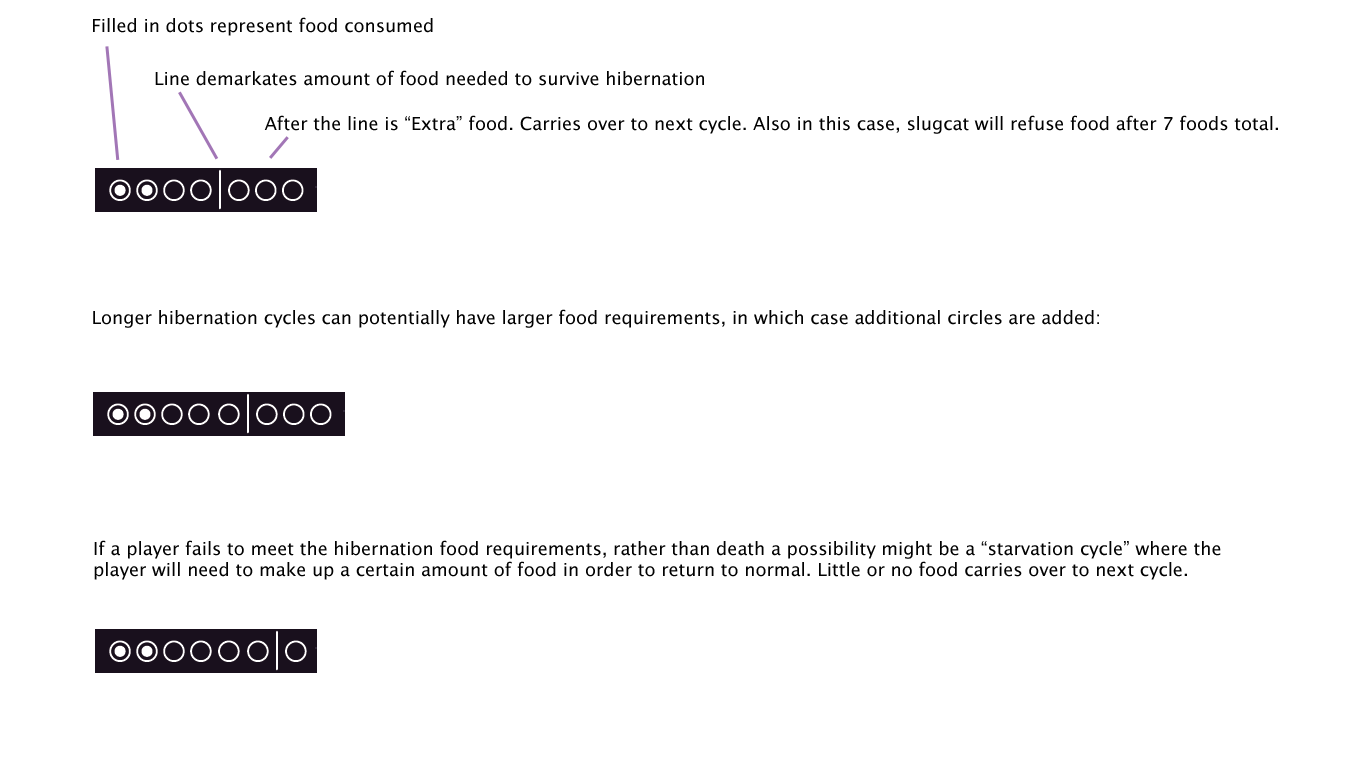 Filled in dots represent food consumed
Line demarkates amount of food needed to survive hibernation
After the line is “Extra” food. Carries over to next cycle. Also in this case, slugcat will refuse food after 7 foods total.
Longer hibernation cycles can potentially have larger food requirements, in which case additional circles are added:
If a player fails to meet the hibernation food requirements, rather than death a possibility might be a “starvation cycle” where the
player will need to make up a certain amount of food in order to return to normal. Little or no food carries over to next cycle.